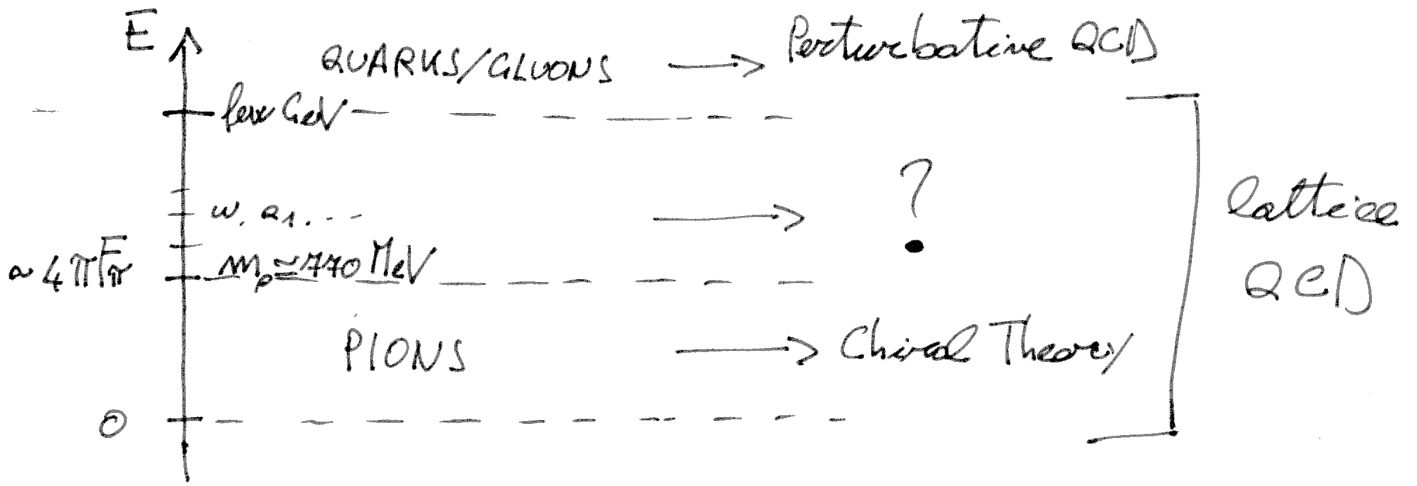 E
QUARKS/GLUONS → Perturbative QCD
few GeV
?
ω, a₁, ...
~ 4πFπ
mρ ≃ 770 MeV
lattice
QCD
PIONS → Chiral Theory
0